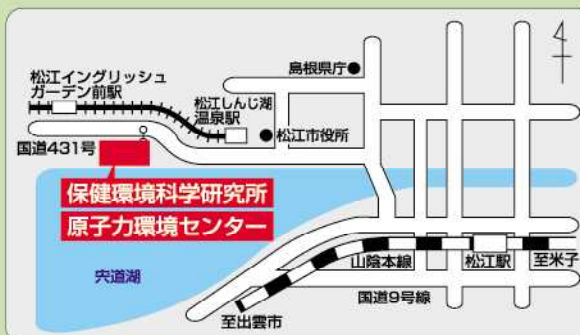 島根県庁
松江イングリッシュ
ガーデン前駅
松江しんじ湖
温泉駅
松江市役所
国道431号
保健環境科学研究所
原子力環境センター
宍道湖
山陰本線
松江駅
至米子
国道9号線
至出雲市